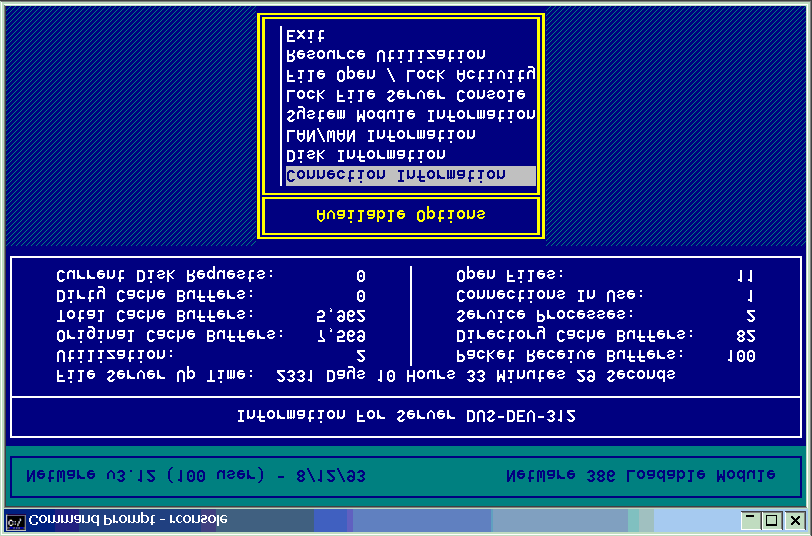 Command Prompt - rconsole
NetWare v3.12 (100 user) - 8/12/93 NetWare 386 Loadable Module
Information For Server DUS-DEV-312
File Server Up Time: 2331 Days 10 Hours 33 Minutes 29 Seconds
Utilization: 2 Packet Receive Buffers: 100
Original Cache Buffers: 7,569 Directory Cache Buffers: 82
Total Cache Buffers: 5,962 Service Processes: 2
Dirty Cache Buffers: 0 Connections In Use: 1
Current Disk Requests: 0 Open Files: 11
Available Options
Connection Information
Disk Information
LAN/WAN Information
System Module Information
Lock File Server Console
File Open / Lock Activity
Resource Utilization
Exit